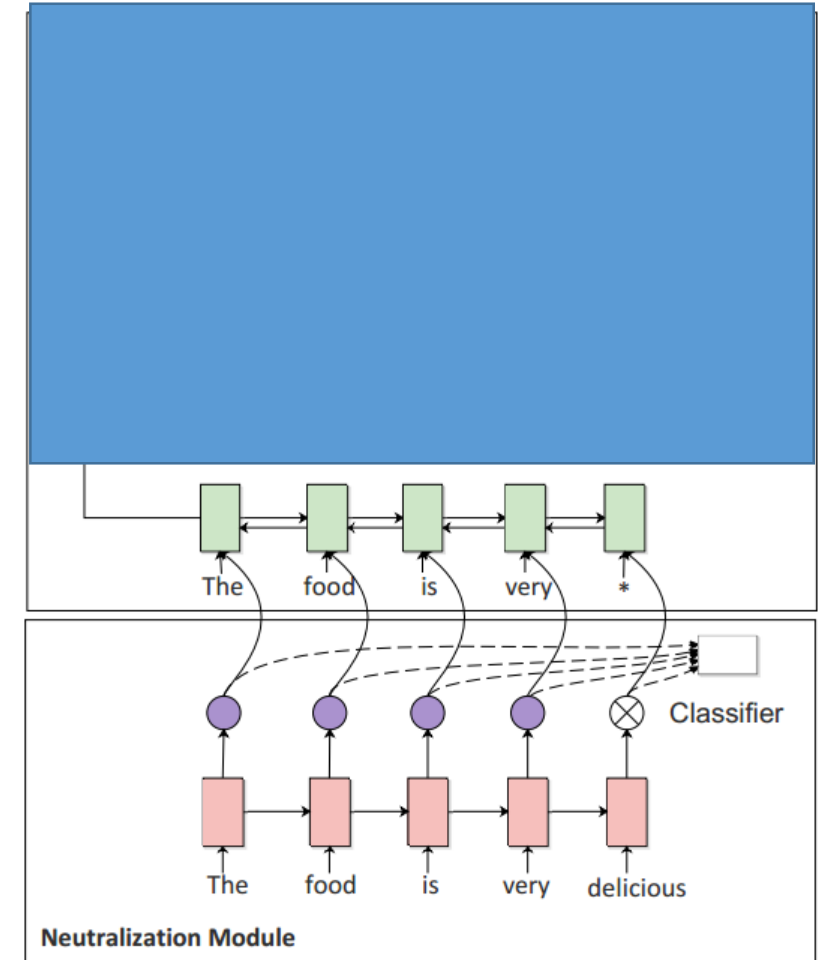 The food is very *
Classifier
The food is very delicious
Neutralization Module